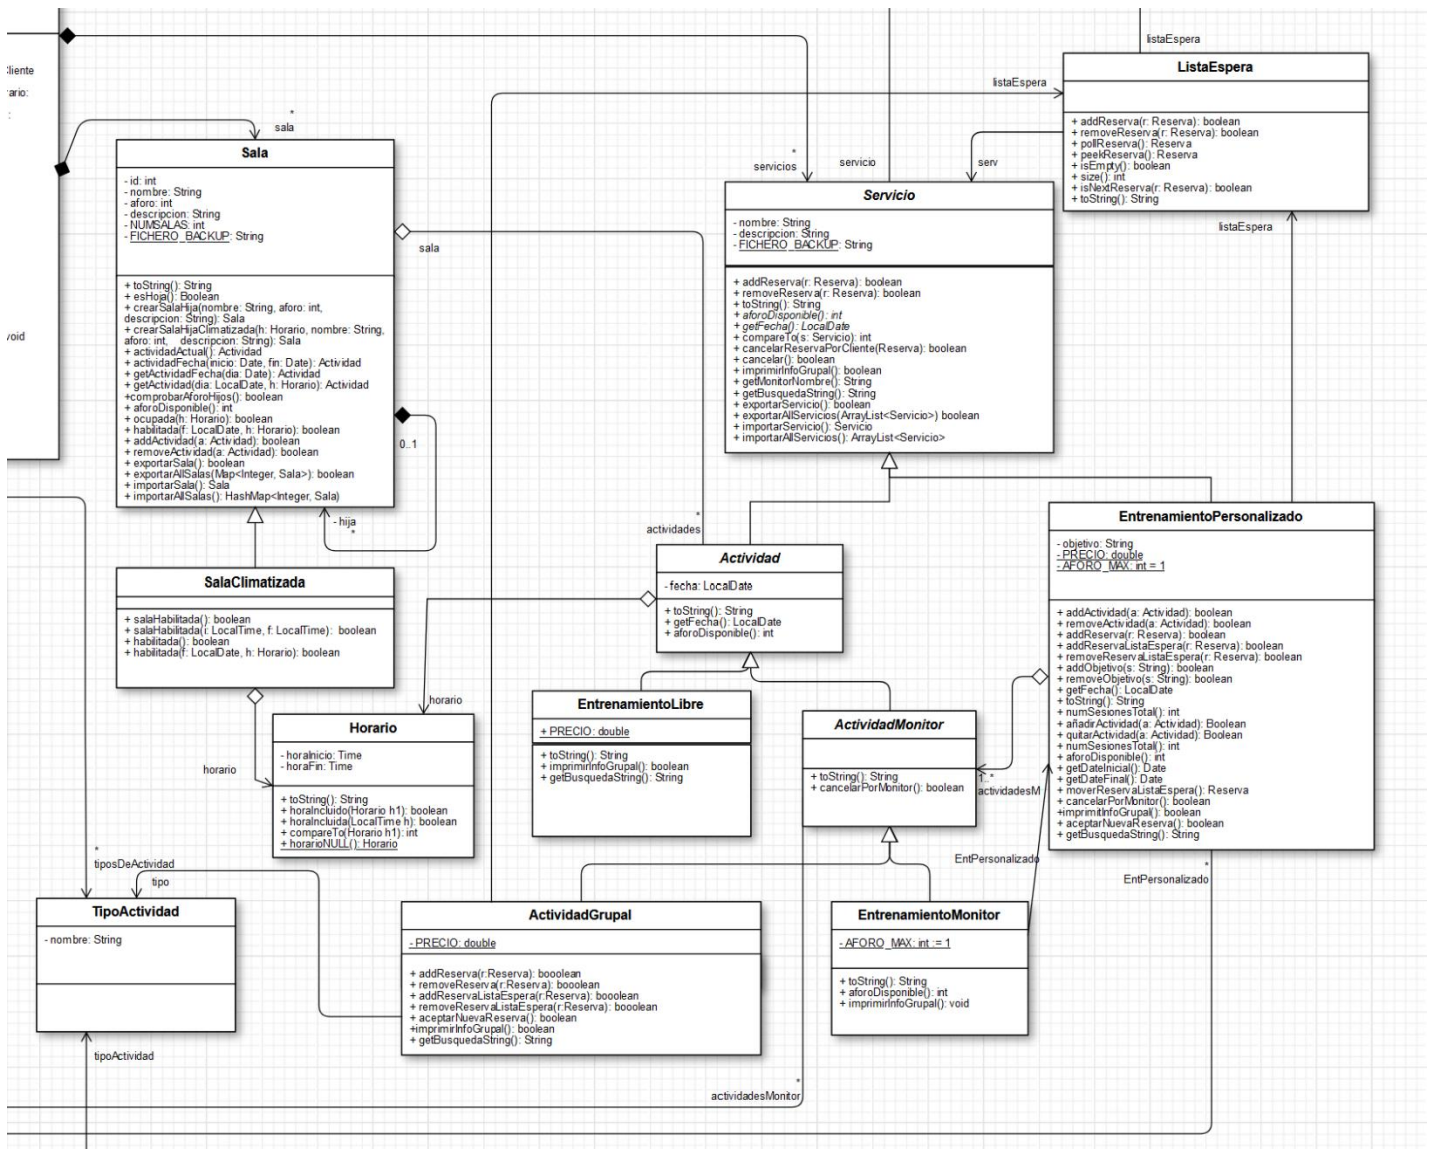 Cliente
ario:
:
void
*
sala
Sala
- id: int
- nombre: String
- aforo: int
- descripcion: String
- NUMSALAS: int
- FICHERO_BACKUP: String
+ toString(): String
+ esHoja(): Boolean
+ crearSalaHija(nombre: String, aforo: int,
descripcion: String): Sala
+ crearSalaHijaClimatizada(h: Horario, nombre: String,
aforo: int, descripcion: String): Sala
+ actividadActual(): Actividad
+ actividadFecha(inicio: Date, fin: Date): Actividad
+ getActividadFecha(dia: Date): Actividad
+ getActividad(dia: LocalDate, h: Horario): Actividad
+comprobarAforoHijos(): boolean
+ aforoDisponible(): int
+ ocupada(h: Horario): boolean
+ habilitada(f: LocalDate, h: Horario): boolean
+ addActividad(a: Actividad): boolean
+ removeActividad(a: Actividad): boolean
+ exportarSala(): boolean
+ exportarAllSalas(Map<Integer, Sala>): boolean
+ importarSala(): Sala
+ importarAllSalas(): HashMap<Integer, Sala)
0..1
- hija
*
sala
*
actividades
*
servicios
servicio
serv
Servicio
- nombre: String
- descripcion: String
- FICHERO_BACKUP: String
+ addReserva(r: Reserva): boolean
+ removeReserva(r: Reserva): boolean
+ toString(): String
+ aforoDisponible(): int
+ getFecha(): LocalDate
+ compareTo(s: Servicio): int
+ cancelarReservaPorCliente(Reserva): boolean
+ cancelar(): boolean
+ imprimirInfoGrupal(): boolean
+ getMonitorNombre(): String
+ getBusquedaString(): String
+ exportarServicio(): boolean
+ exportarAllServicios(ArrayList<Servicio>) boolean
+ importarServicio(): Servicio
+ importarAllServicios(): ArrayList<Servicio>
listaEspera
listaEspera
ListaEspera
+ addReserva(r: Reserva): boolean
+ removeReserva(r: Reserva): boolean
+ pollReserva(): Reserva
+ peekReserva(): Reserva
+ isEmpty(): boolean
+ size(): int
+ isNextReserva(r: Reserva): boolean
+ toString(): String
listaEspera
SalaClimatizada
+ salaHabilitada(): boolean
+ salaHabilitada(i: LocalTime, f: LocalTime): boolean
+ habilitada(): boolean
+ habilitada(f: LocalDate, h: Horario): boolean
horario
horario
Horario
- horaInicio: Time
- horaFin: Time
+ toString(): String
+ horaIncluido(Horario h1): boolean
+ horaIncluida(LocalTime h): boolean
+ compareTo(Horario h1): int
+ horarioNULL(): Horario
Actividad
- fecha: LocalDate
+ toString(): String
+ getFecha(): LocalDate
+ aforoDisponible(): int
EntrenamientoLibre
+ PRECIO: double
+ toString(): String
+ imprimirInfoGrupal(): boolean
+ getBusquedaString(): String
ActividadMonitor
+ toString(): String
+ cancelarPorMonitor(): boolean
1..*
actividadesM
EntrenamientoPersonalizado
- objetivo: String
- PRECIO: double
- AFORO_MAX: int = 1
+ addActividad(a: Actividad): boolean
+ removeActividad(a: Actividad): boolean
+ addReserva(r: Reserva): boolean
+ addReservaListaEspera(r: Reserva): boolean
+ removeReservaListaEspera(r: Reserva): boolean
+ addObjetivo(s: String): boolean
+ removeObjetivo(s: String): boolean
+ getFecha(): LocalDate
+ toString(): String
+ numSesionesTotal(): int
+ añadirActividad(a: Actividad): Boolean
+ quitarActividad(a: Actividad): Boolean
+ numSesionesTotal(): int
+ aforoDisponible(): int
+ getDateInicial(): Date
+ getDateFinal(): Date
+ moverReservaListaEspera(): Reserva
+ cancelarPorMonitor(): boolean
+imprimitInfoGrupal(): boolean
+ aceptarNuevaReserva(): boolean
+ getBusquedaString(): String
EntPersonalizado
*
EntPersonalizado
*
tiposDeActividad
tipo
TipoActividad
- nombre: String
tipoActividad
ActividadGrupal
- PRECIO: double
+ addReserva(r:Reserva): booolean
+ removeReserva(r:Reserva): booolean
+ addReservaListaEspera(r:Reserva): booolean
+ removeReservaListaEspera(r:Reserva): boooolean
+ aceptarNuevaReserva(): boolean
+imprimirInfoGrupal(): boolean
+ getBusquedaString(): String
EntrenamientoMonitor
- AFORO_MAX: int := 1
+ toString(): String
+ aforoDisponible(): int
+ imprimirInfoGrupal(): void
*
actividadesMonitor